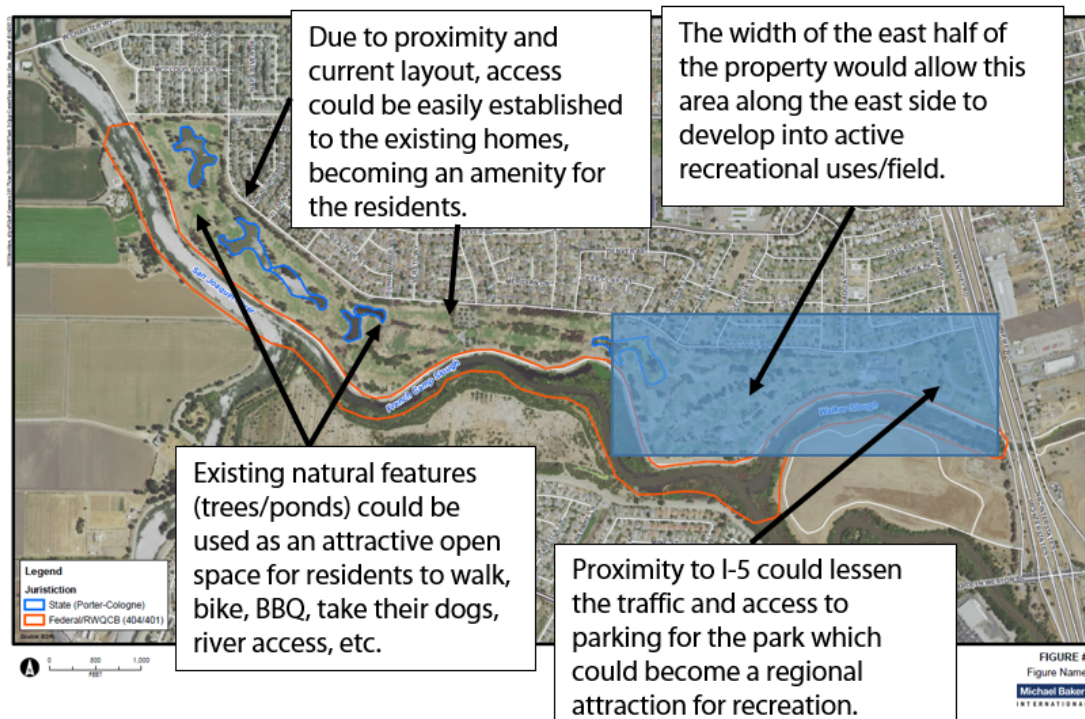 Due to proximity and
current layout, access
could be easily established
to the existing homes,
becoming an amenity for
the residents.
The width of the east half of
the property would allow this
area along the east side to
develop into active
recreational uses/field.
San Joaquin
French Camp Slough
Walker Slough
Existing natural features
(trees/ponds) could be
used as an attractive open
space for residents to walk,
bike, BBQ, take their dogs,
river access, etc.
Proximity to I-5 could lessen
the traffic and access to
parking for the park which
could become a regional
attraction for recreation.
Legend
Juristiction
State (Porter-Cologne)
Federal/RWQCB (404/401)
0 500 1,000
FEET
FIGURE #
Figure Name
Michael Baker
INTERNATIONAL